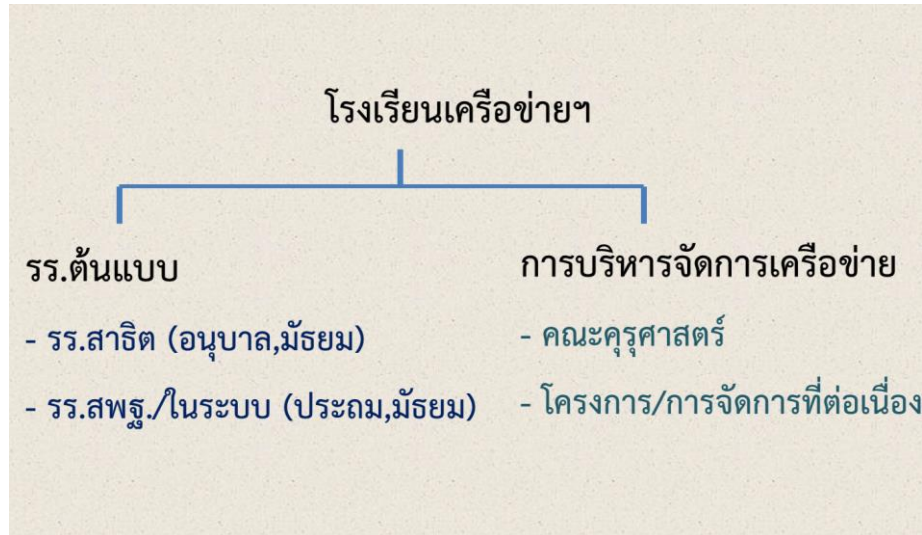 โรงเรียนเครือข่ายฯ
รร.ต้นแบบ
- รร.สาธิต (อนุบาล,มัธยม)
- รร.สพฐ./ในระบบ (ประถม,มัธยม)
การบริหารจัดการเครือข่าย
- คณะคุรุศาสตร์
- โครงการ/การจัดการที่ต่อเนื่อง